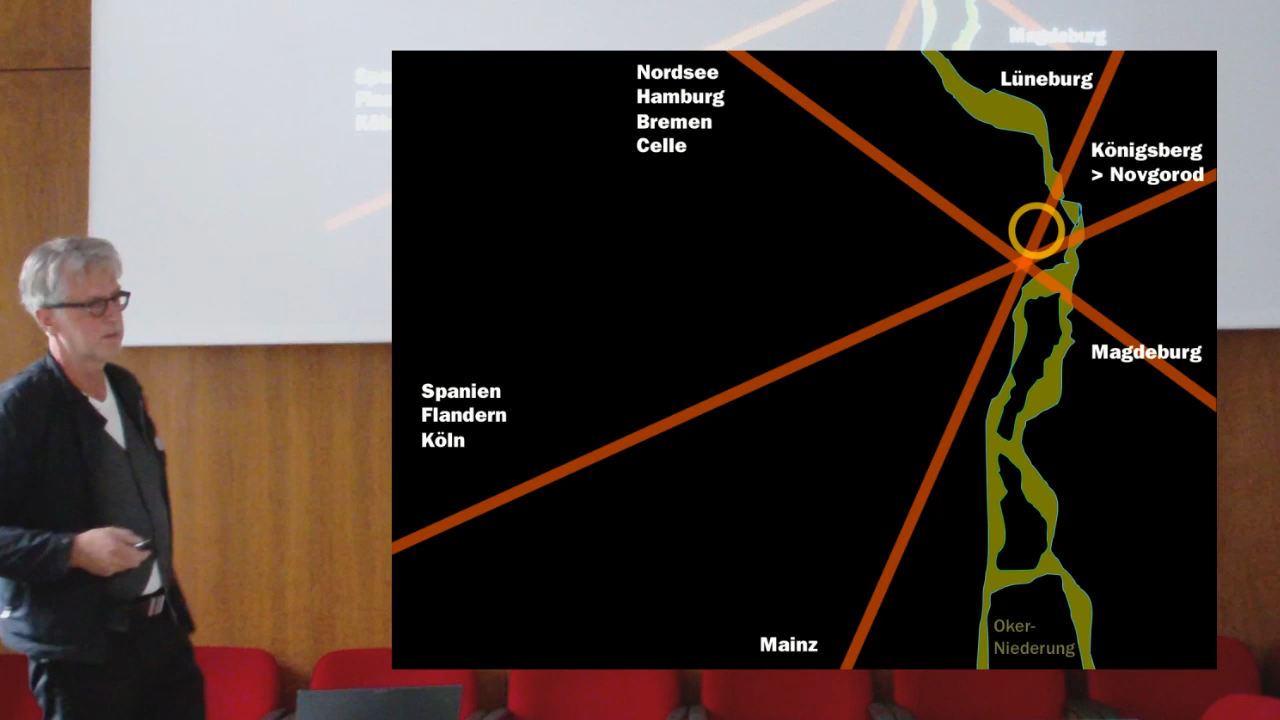 Magdeburg
Nordsee
Hamburg
Bremen
Celle
Lüneburg
Königsberg
> Novgorod
Magdeburg
Spanien
Flandern
Köln
Mainz
Oker-
Niederung